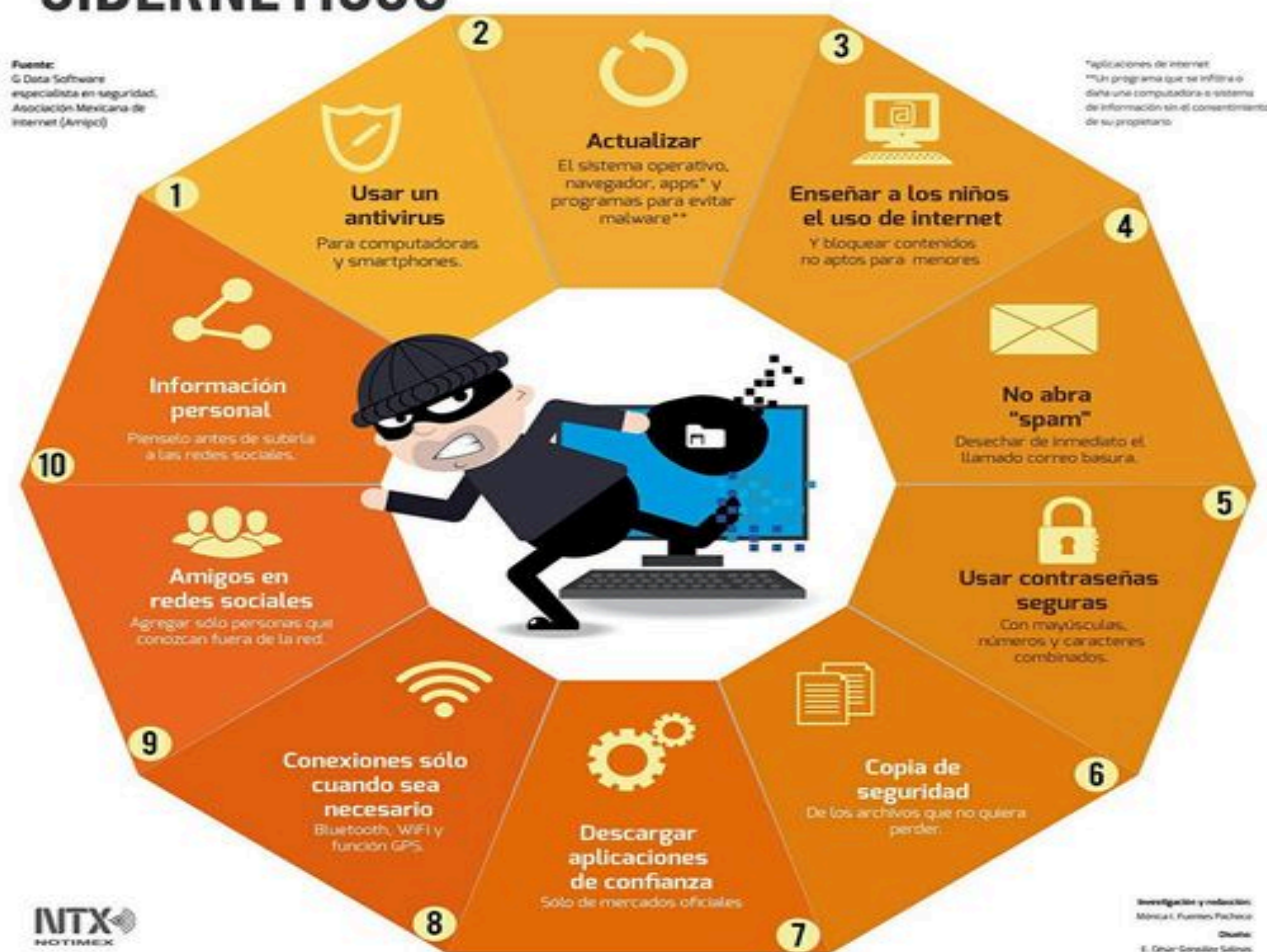 CIBERNÉTICOS
Fuente:
G Data Software
especialista en seguridad,
Asociación Mexicana de
Internet (Amipci)
*aplicaciones de internet
**Un programa que se infiltra o
daña una computadora o sistema
de información sin el consentimiento
de su propietario
1
Usar un
antivirus
Para computadoras
y smartphones.
2
Actualizar
El sistema operativo,
navegador, apps* y
programas para evitar
malware**
3
Enseñar a los niños
el uso de internet
Y bloquear contenidos
no aptos para menores
4
No abra
"spam"
Desechar de inmediato el
llamado correo basura.
5
Usar contraseñas
seguras
Con mayúsculas,
números y caracteres
combinados.
6
Copia de
seguridad
De los archivos que no quiera
perder.
7
Descargar
aplicaciones
de confianza
Sólo de mercados oficiales
8
Conexiones sólo
cuando sea
necesario
Bluetooth, WiFi y
función GPS.
9
Amigos en
redes sociales
Agregar sólo personas que
conozcan fuera de la red.
10
Información
personal
Piénselo antes de subirla
a las redes sociales.
NTX
NOTIMEX
Investigación y redacción:
Mónica I. Fuentes Pacheco
Diseño:
E. César González Salinas